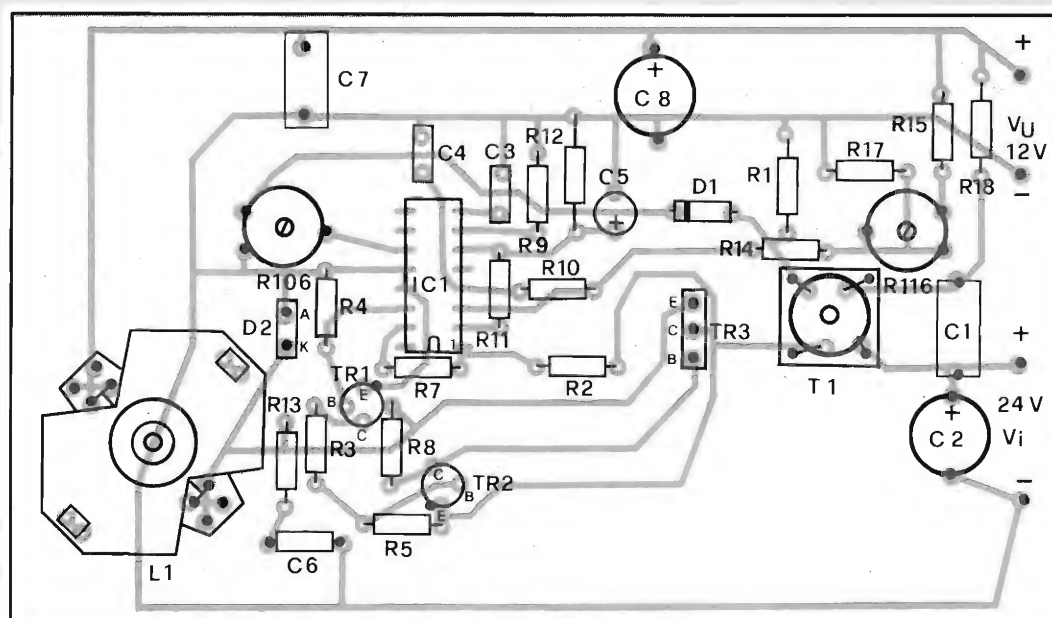 +
C7
+
C8
R15
VU
12V
R12
C4
C3
R17
R1
C5
D1
R18
−
R9
R14
R10
R106
IC1
R116
A
R4
E
D2
C
TR3
C1
+
R11
K
B
1
TR1
E
R7
R2
T1
B
24V
R13
+
C
R3
R8
C2
Vi
C
TR2
B
−
E
R5
C6
L1